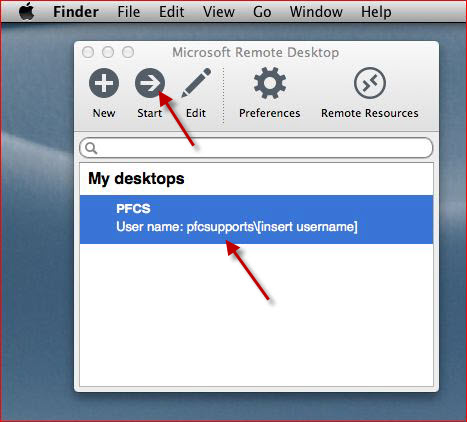 Finder File Edit View Go Window Help
Microsoft Remote Desktop
New Start Edit Preferences Remote Resources
My desktops
PFCS
User name: pfcsupports\[insert username]